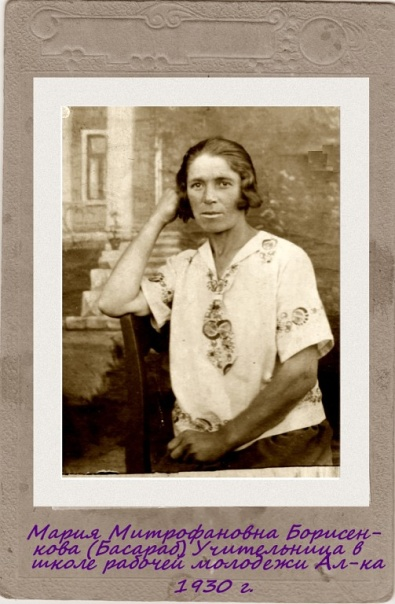 Мария Митрофановна Борисен-
кова (Басараб) Учительница в
школе рабочей молодежи Ал-ка
1930 г.